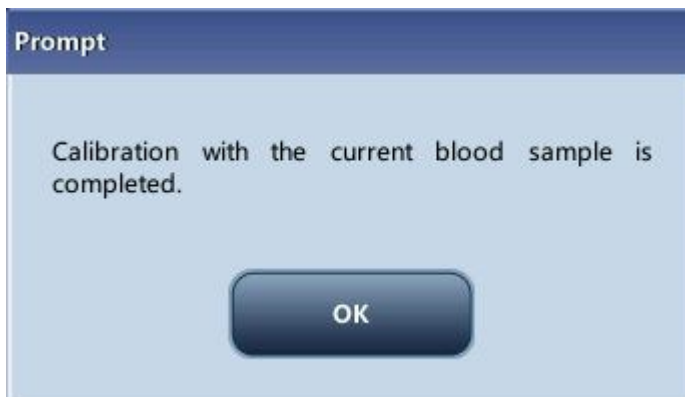 Prompt
Calibration with the current blood sample is
completed.
OK